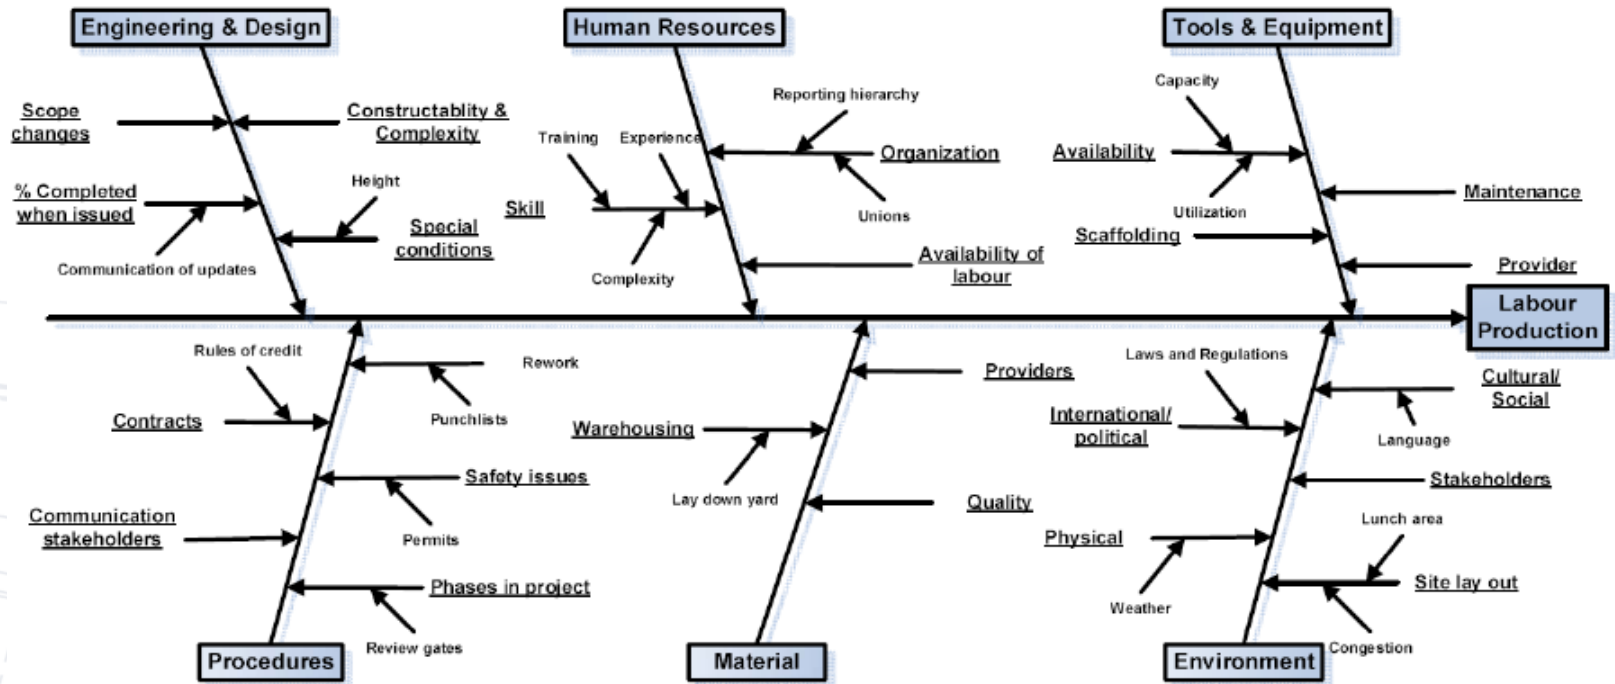 Engineering & Design
Human Resources
Tools & Equipment
Scope
changes
Constructablity &
Complexity
% Completed
when issued
Height
Special
conditions
Communication of updates
Reporting hierarchy
Training
Experience
Organization
Skill
Unions
Complexity
Availability of
labour
Capacity
Availability
Maintenance
Utilization
Scaffolding
Provider
Labour
Production
Rules of credit
Rework
Contracts
Punchlists
Safety issues
Communication
stakeholders
Permits
Phases in project
Review gates
Procedures
Providers
Warehousing
Lay down yard
Quality
Material
Laws and Regulations
Cultural/
Social
International/
political
Language
Stakeholders
Physical
Lunch area
Weather
Site lay out
Congestion
Environment